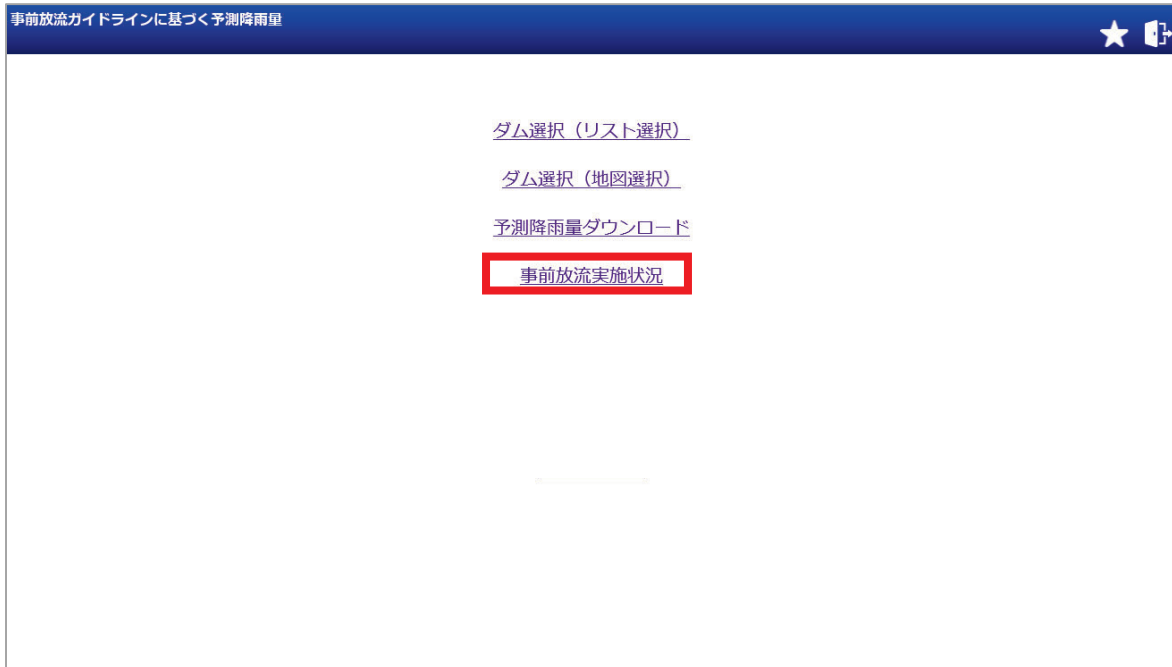 事前放流ガイドラインに基づく予測降雨量
ダム選択（リスト選択）
ダム選択（地図選択）
予測降雨量ダウンロード
事前放流実施状況